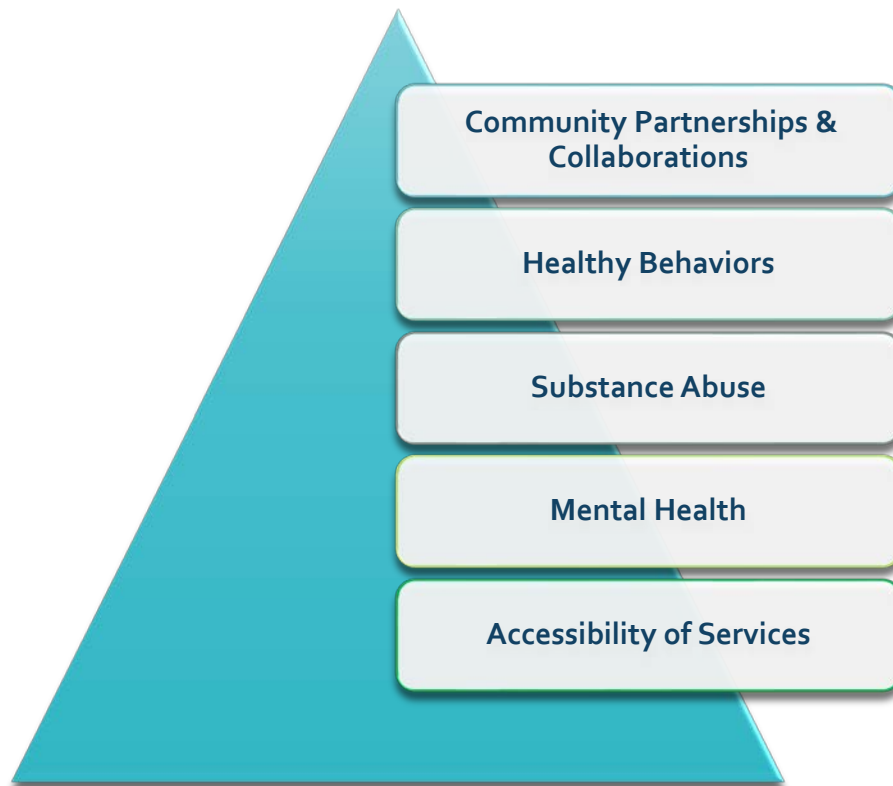 Community Partnerships &
Collaborations
Healthy Behaviors
Substance Abuse
Mental Health
Accessibility of Services